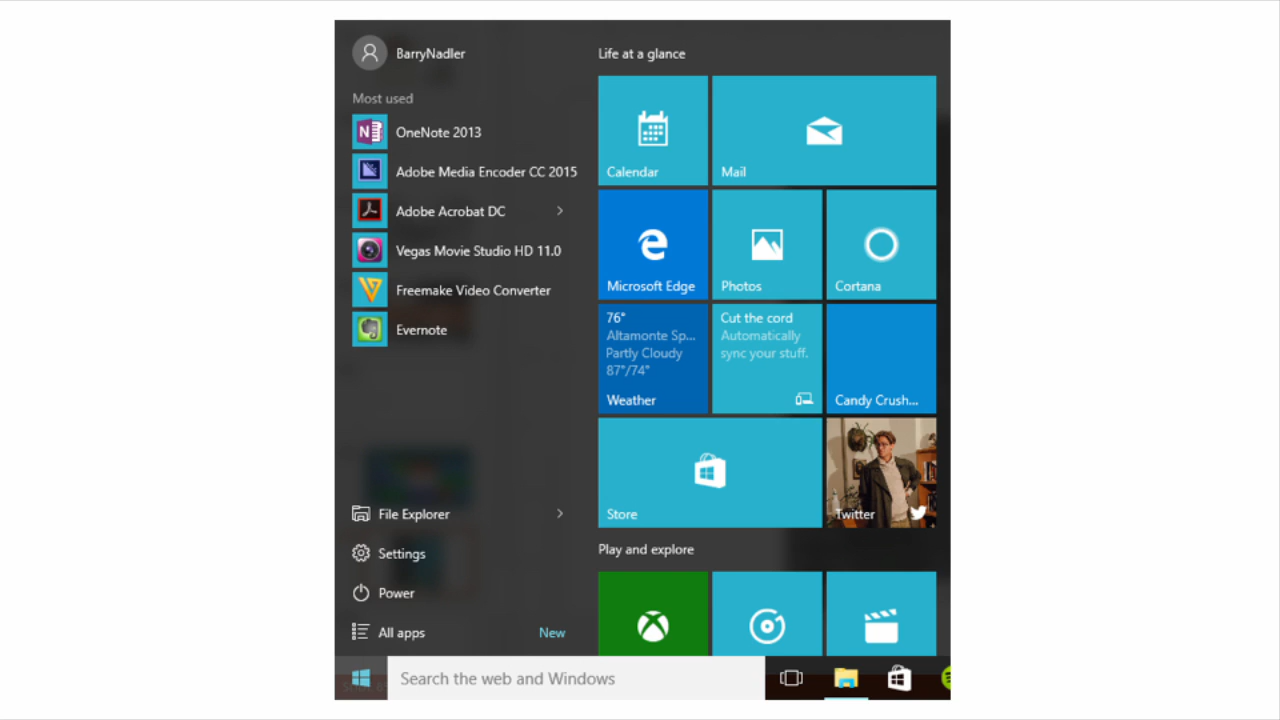 BarryNadler
Most used
OneNote 2013
Adobe Media Encoder CC 2015
Adobe Acrobat DC
Vegas Movie Studio HD 11.0
Freemake Video Converter
Evernote
File Explorer
Settings
Power
All apps New
Life at a glance
Calendar
Mail
Microsoft Edge
Photos
Cortana
76°
Altamonte Sp...
Partly Cloudy
87°/74°
Weather
Cut the cord
Automatically
sync your stuff.
Candy Crush...
Store
Twitter
Play and explore
Search the web and Windows